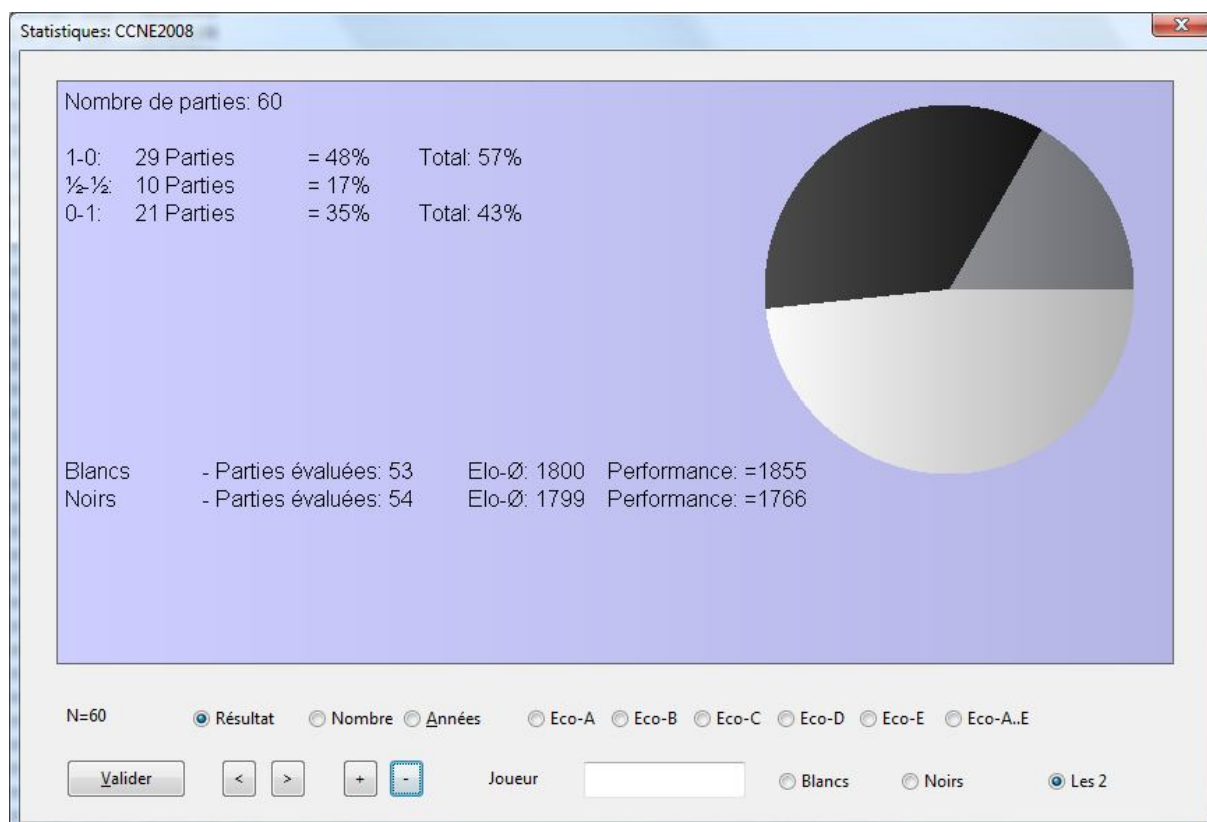 Statistiques: CCNE2008
Nombre de parties: 60
1-0: 29 Parties = 48% Total: 57%
½-½: 10 Parties = 17%
0-1: 21 Parties = 35% Total: 43%
Blancs - Parties évaluées: 53 Elo-Ø: 1800 Performance: =1855
Noirs - Parties évaluées: 54 Elo-Ø: 1799 Performance: =1766
N=60 Résultat Nombre Années Eco-A Eco-B Eco-C Eco-D Eco-E Eco-A..E
Valider < > + - Joueur Blancs Noirs Les 2